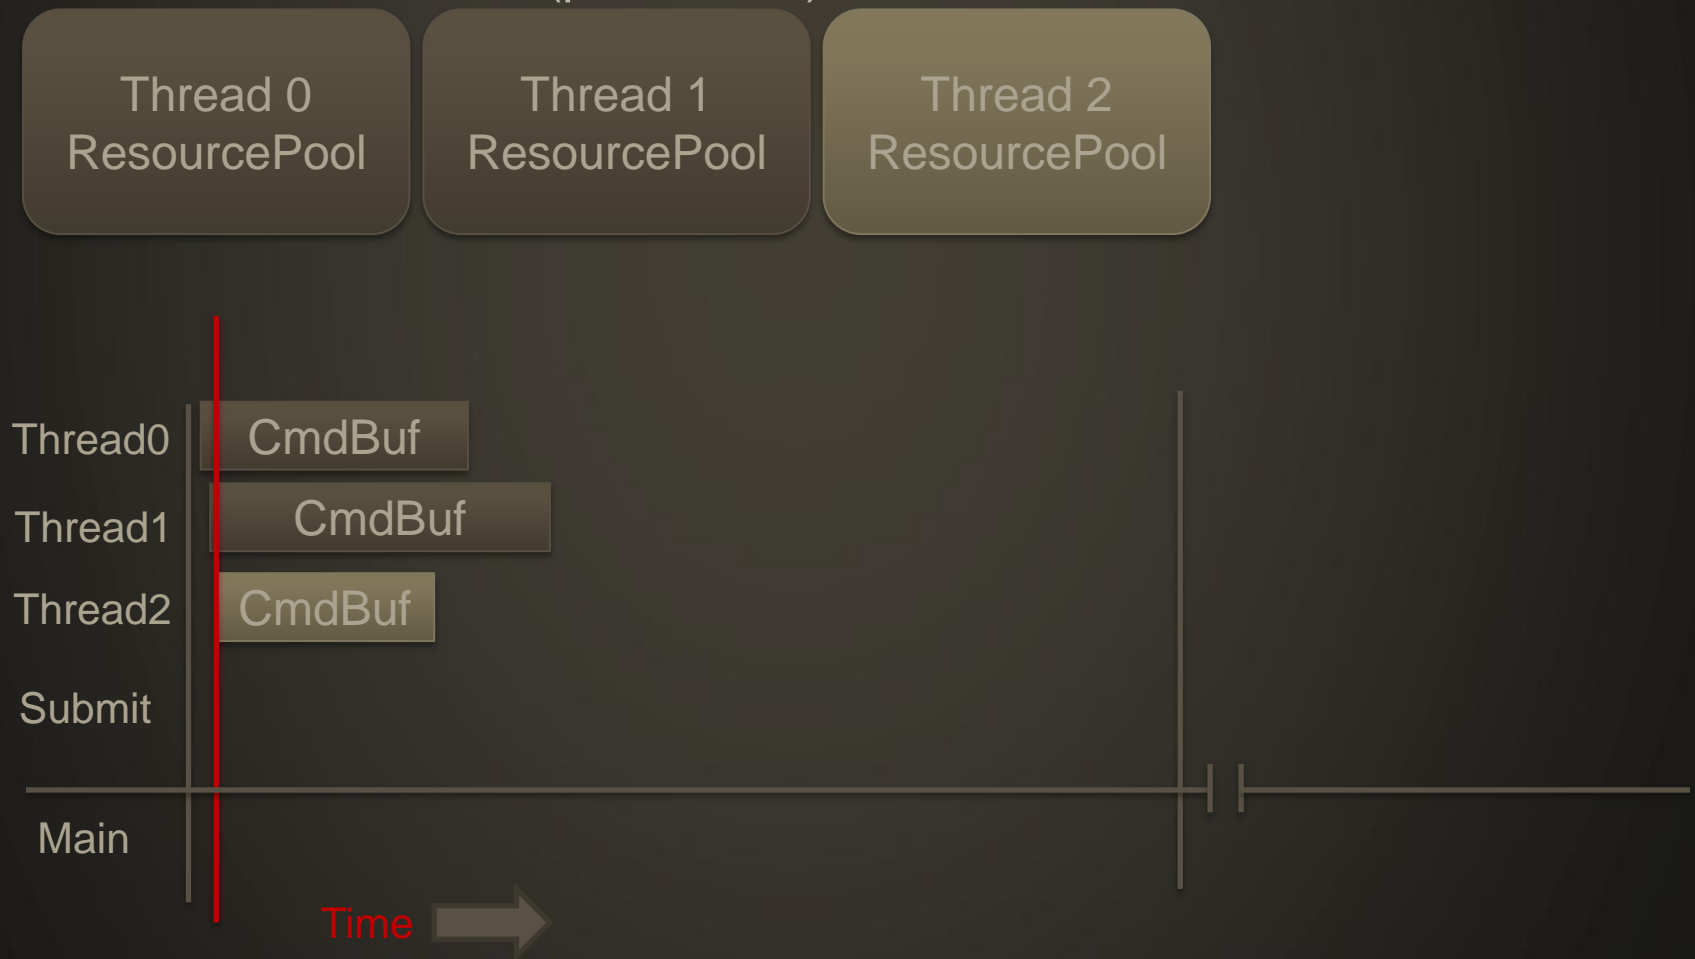 Thread 0
ResourcePool
Thread 1
ResourcePool
Thread 2
ResourcePool
Thread0
CmdBuf
Thread1
CmdBuf
Thread2
CmdBuf
Submit
Main
Time